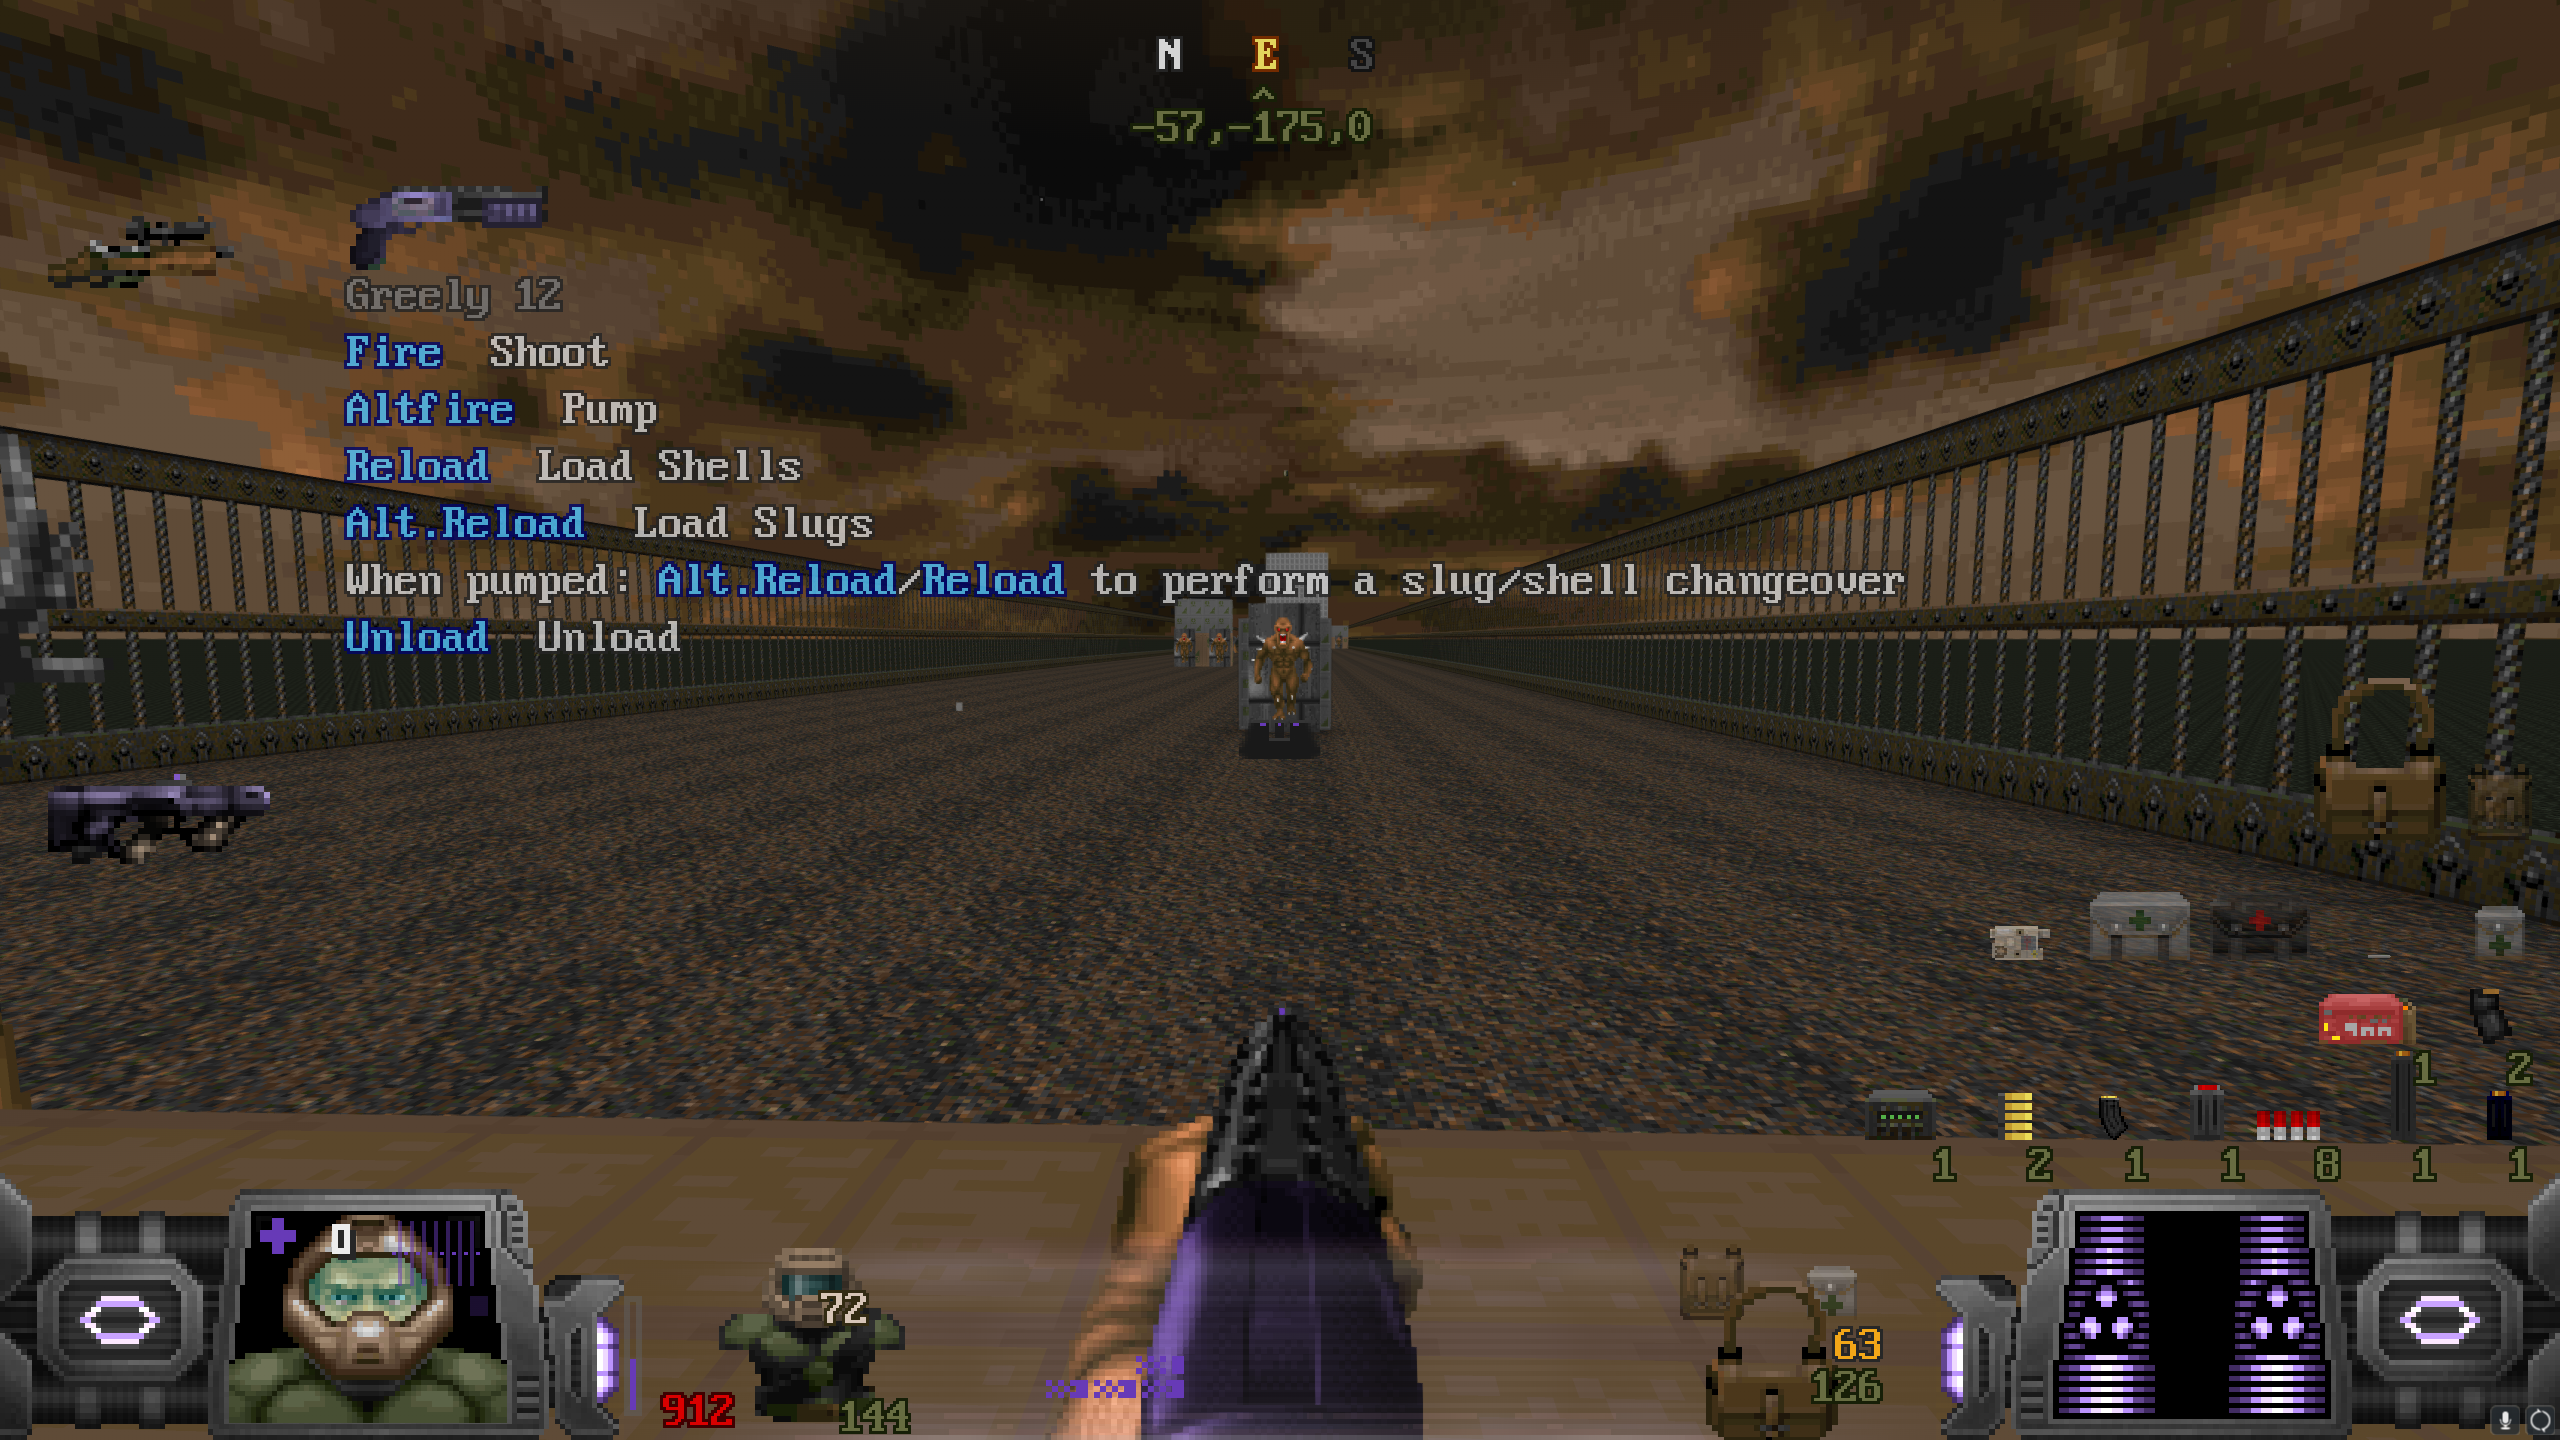 N E S
-57,-175,0
Greely 12
Fire Shoot
Altfire Pump
Reload Load Shells
Alt.Reload Load Slugs
When pumped: Alt.Reload/Reload to perform a slug/shell changeover
Unload Unload
1 2
1 2 1 1 8 1 1
0
72
912
144
63
126